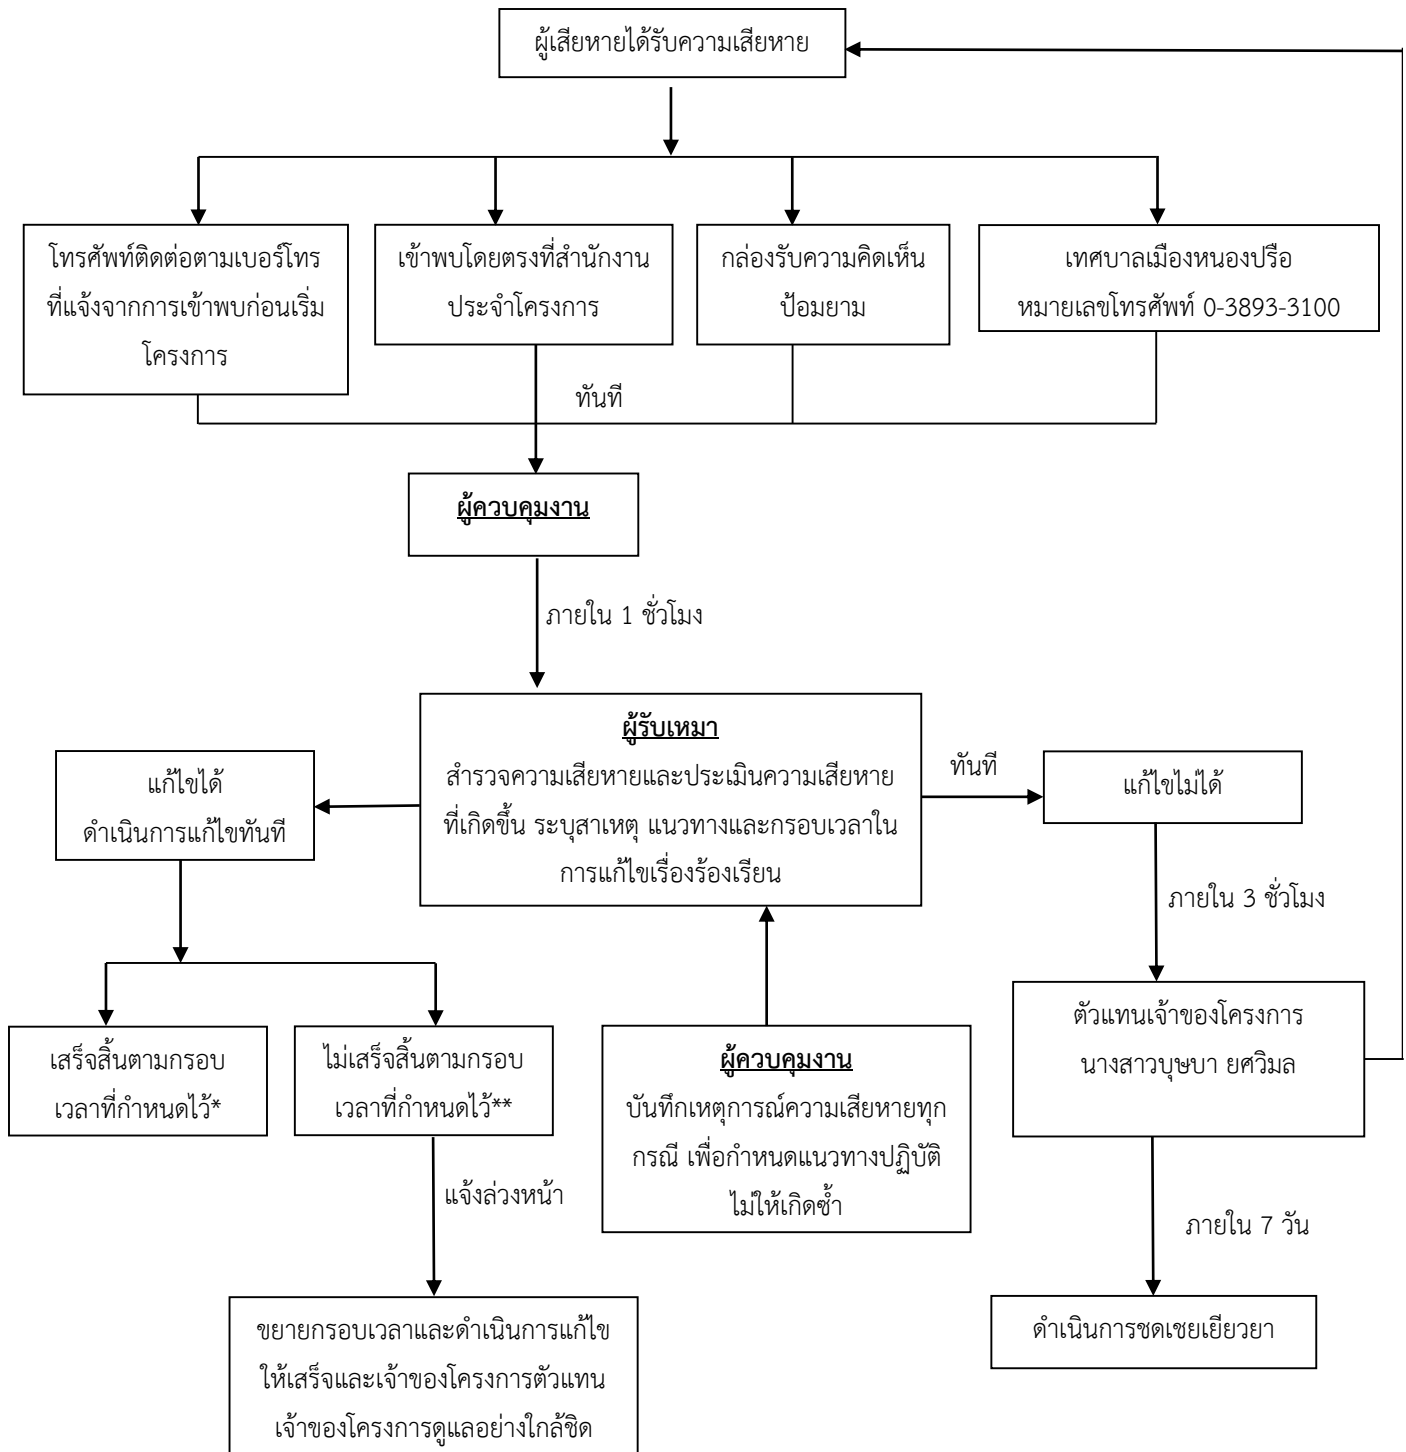 ผู้เสียหายได้รับความเสียหาย
โทรศัพท์ติดต่อตามเบอร์โทร
ที่แจ้งจากการเข้าพบก่อนเริ่ม
โครงการ
เข้าพบโดยตรงที่สำนักงาน
ประจำโครงการ
กล่องรับความคิดเห็น
ป้อมยาม
เทศบาลเมืองหนองปรือ
หมายเลขโทรศัพท์ 0-3893-3100
ทันที
ผู้ควบคุมงาน
ภายใน 1 ชั่วโมง
ผู้รับเหมา
สำรวจความเสียหายและประเมินความเสียหาย
ที่เกิดขึ้น ระบุสาเหตุ แนวทางและกรอบเวลาใน
การแก้ไขเรื่องร้องเรียน
แก้ไขได้
ดำเนินการแก้ไขทันที
ทันที
แก้ไขไม่ได้
ภายใน 3 ชั่วโมง
เสร็จสิ้นตามกรอบ
เวลาที่กำหนดไว้*
ไม่เสร็จสิ้นตามกรอบ
เวลาที่กำหนดไว้**
ผู้ควบคุมงาน
บันทึกเหตุการณ์ความเสียหายทุก
กรณี เพื่อกำหนดแนวทางปฏิบัติ
ไม่ให้เกิดซ้ำ
ตัวแทนเจ้าของโครงการ
นางสาวบุษบา ยศวิมล
แจ้งล่วงหน้า
ภายใน 7 วัน
ขยายกรอบเวลาและดำเนินการแก้ไข
ให้เสร็จและเจ้าของโครงการตัวแทน
เจ้าของโครงการดูแลอย่างใกล้ชิด
ดำเนินการชดเชยเยียวยา